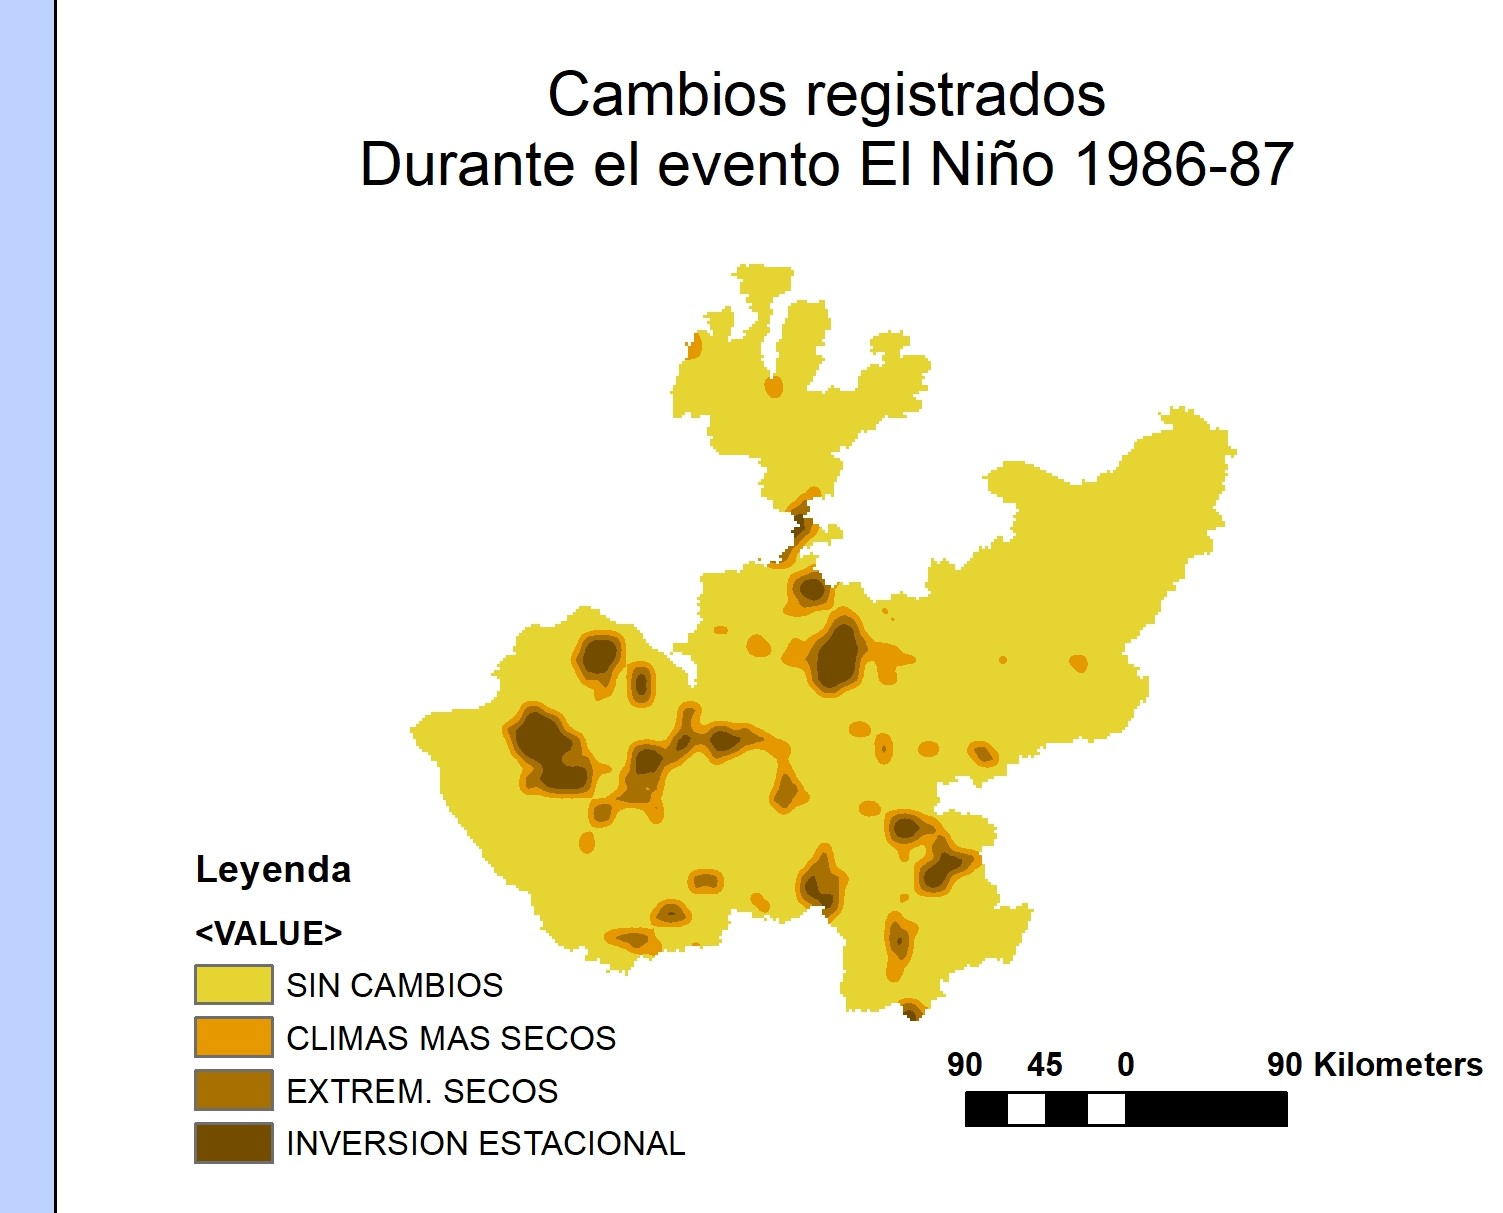 Cambios registrados
Durante el evento El Niño 1986-87
Leyenda
<VALUE>
SIN CAMBIOS
CLIMAS MAS SECOS
EXTREM. SECOS
INVERSION ESTACIONAL
90 45 0 90 Kilometers